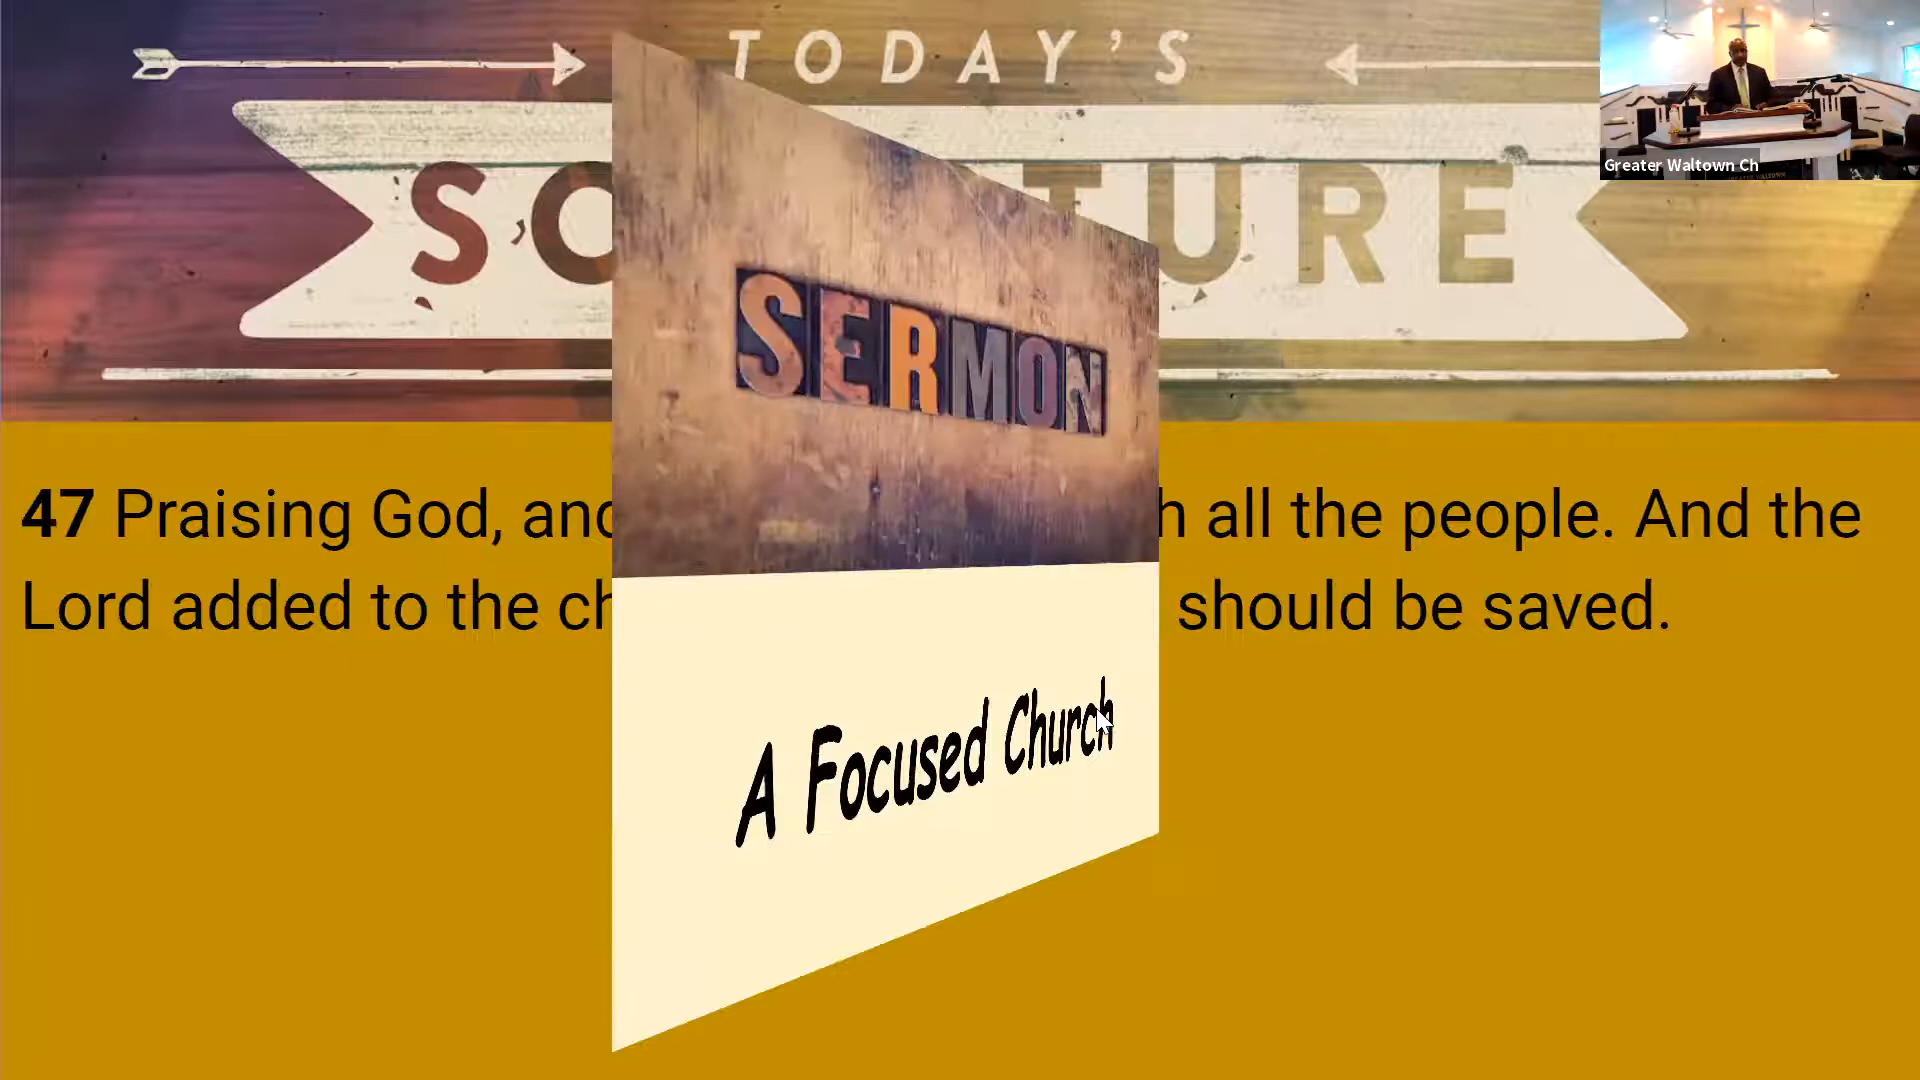 TODAY'S
SC TURE
SERMON
47 Praising God, and h all the people. And the
Lord added to the ch should be saved.
A Focused Church
Greater Waltown Ch